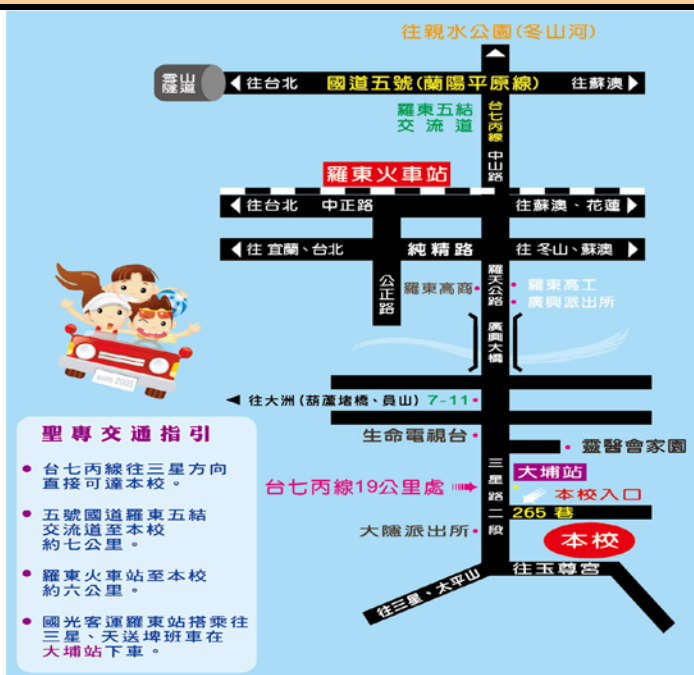 往親水公園(冬山河)
雪山
隧道
往台北 國道五號(蘭陽平原線) 往蘇澳
羅東五結
交流道
台七丙線
中山路
羅東火車站
往台北 中正路 往蘇澳、花蓮
往 宜蘭、台北 純精路 往 冬山、蘇澳
公正路
羅東高商
羅天公路
羅東高工
廣興派出所
廣興大橋
sum 2005
往大洲(葫蘆堵橋、員山) 7-11
生命電視台
靈醫會家園
三星路二段
大埔站
台七丙線19公里處
本校入口
265 巷
大隱派出所
本校
往玉尊宮
往三星、太平山
聖專交通指引
台七丙線往三星方向
直接可達本校。
五號國道羅東五結
交流道至本校
約七公里。
羅東火車站至本校
約六公里。
國光客運羅東站搭乘往
三星、天送埤班車在
大埔站下車。